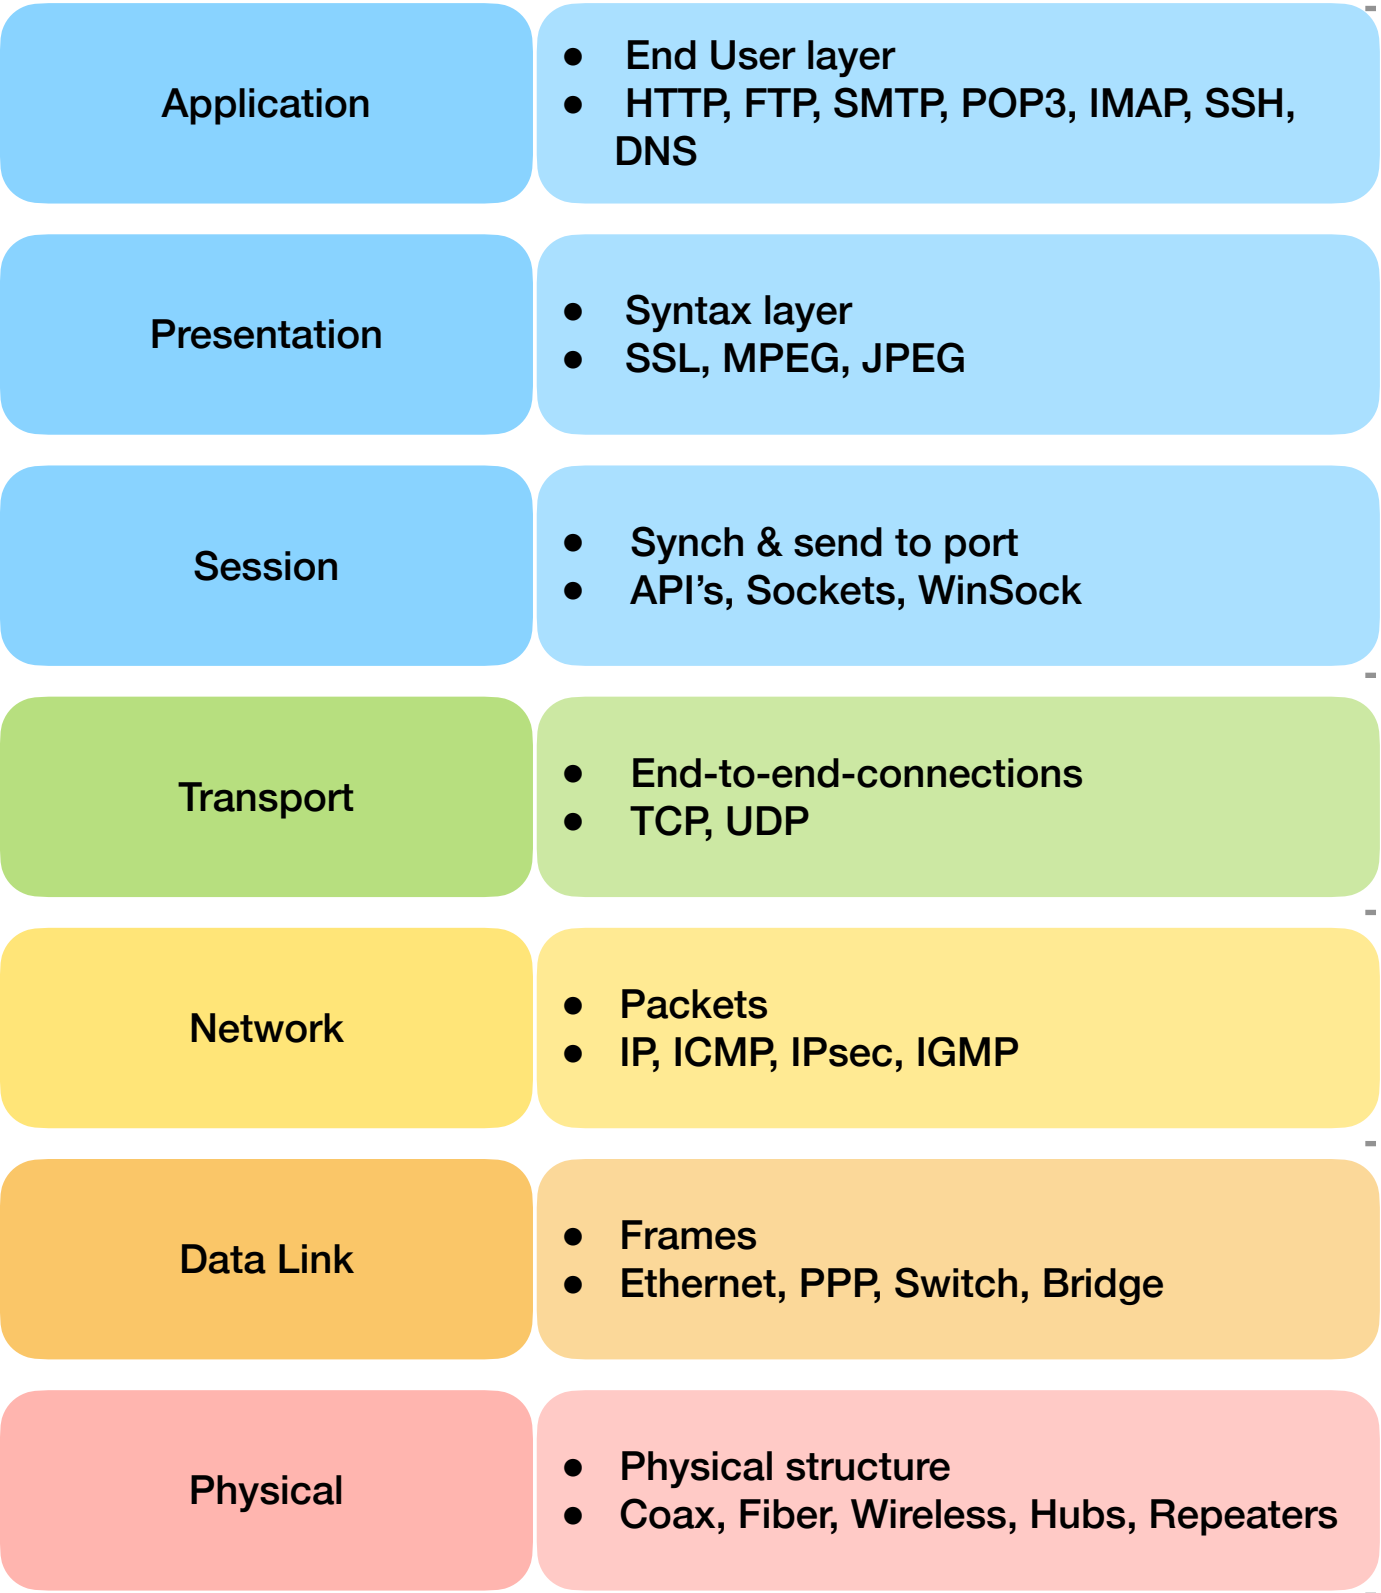 Application
● End User layer
● HTTP, FTP, SMTP, POP3, IMAP, SSH,
DNS
Presentation
● Syntax layer
● SSL, MPEG, JPEG
Session
● Synch & send to port
● API’s, Sockets, WinSock
Transport
● End-to-end-connections
● TCP, UDP
Network
● Packets
● IP, ICMP, IPsec, IGMP
Data Link
● Frames
● Ethernet, PPP, Switch, Bridge
Physical
● Physical structure
● Coax, Fiber, Wireless, Hubs, Repeaters